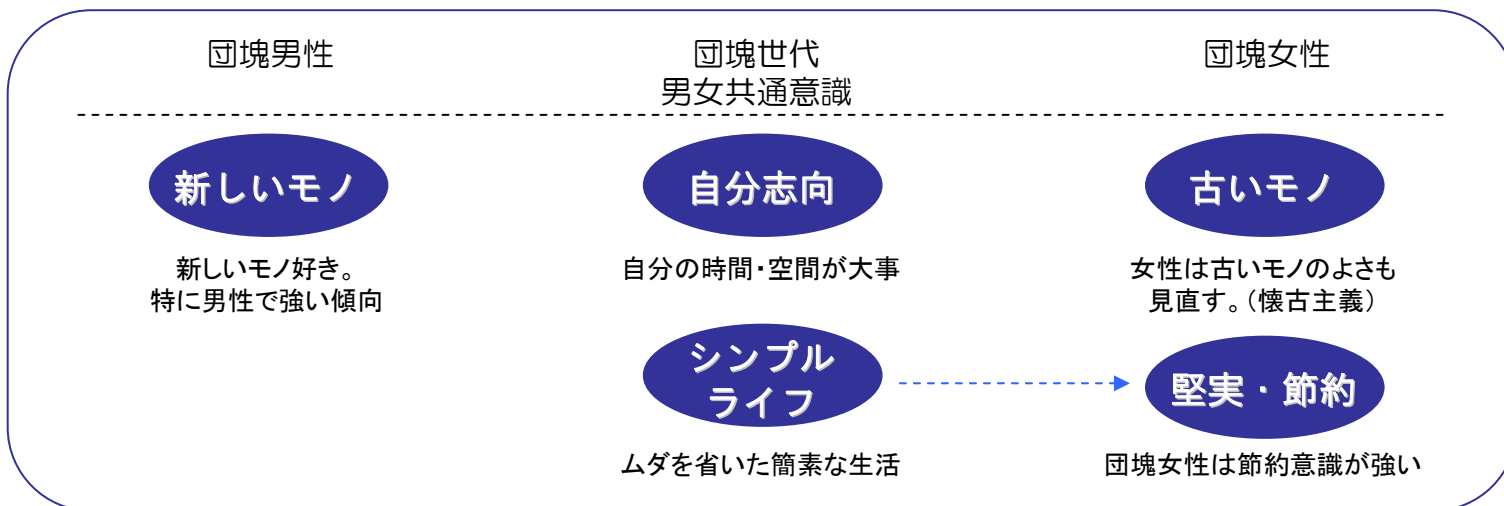 団塊男性
団塊世代
男女共通意識
団塊女性
新しいモノ
自分志向
古いモノ
新しいモノ好き。
特に男性で強い傾向
自分の時間・空間が大事
女性は古いモノのよさも
見直す。(懐古主義)
シンプル
ライフ
堅実・節約
ムダを省いた簡素な生活
団塊女性は節約意識が強い